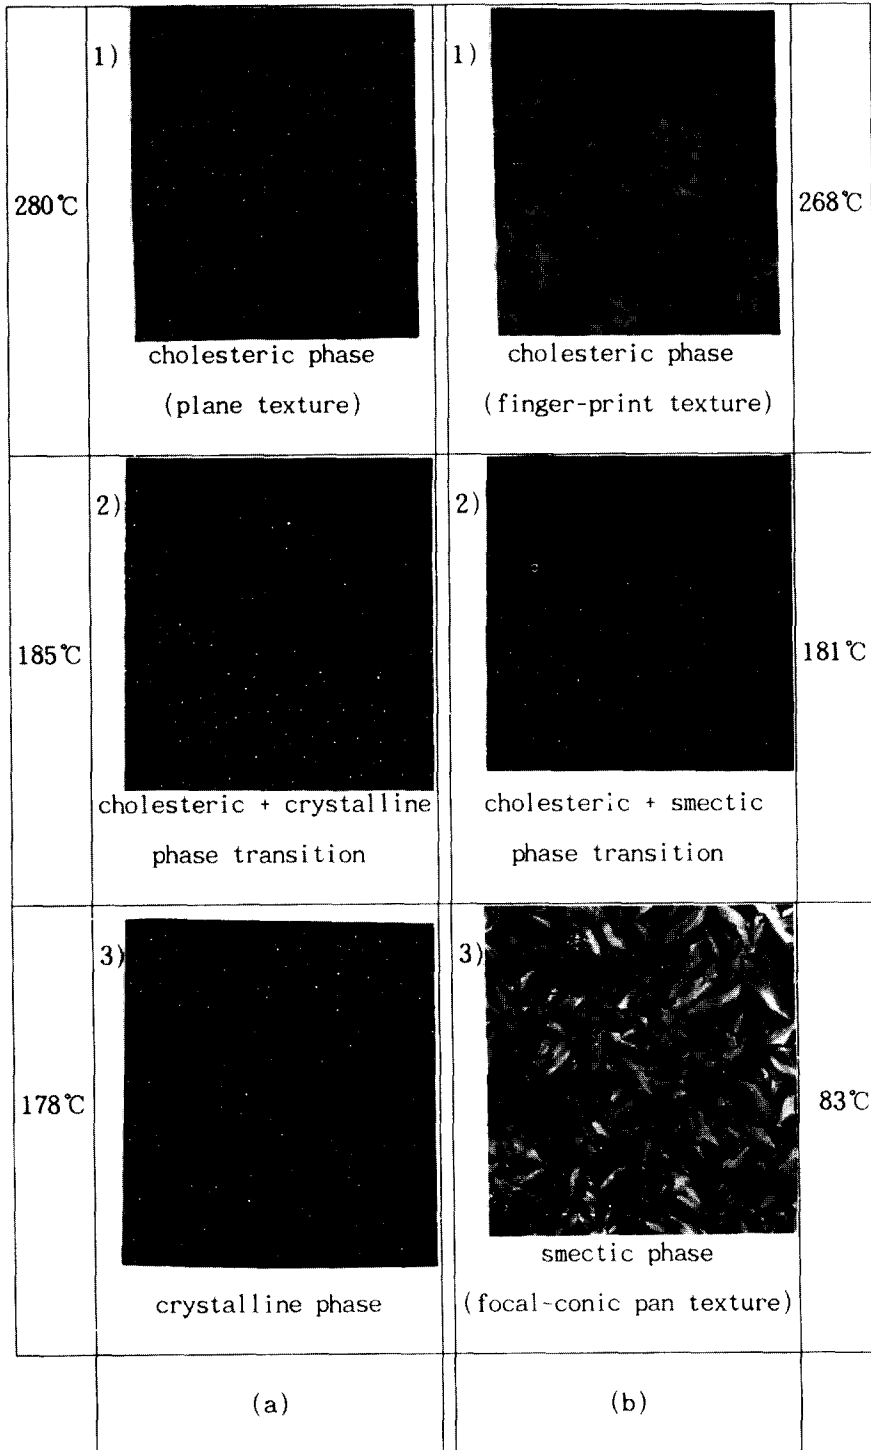 1)
280℃
cholesteric phase
(plane texture)
1)
268℃
cholesteric phase
(finger-print texture)
2)
185℃
cholesteric + crystalline
phase transition
2)
181℃
cholesteric + smectic
phase transition
3)
178℃
crystalline phase
3)
83℃
smectic phase
(focal-conic pan texture)
(a)
(b)